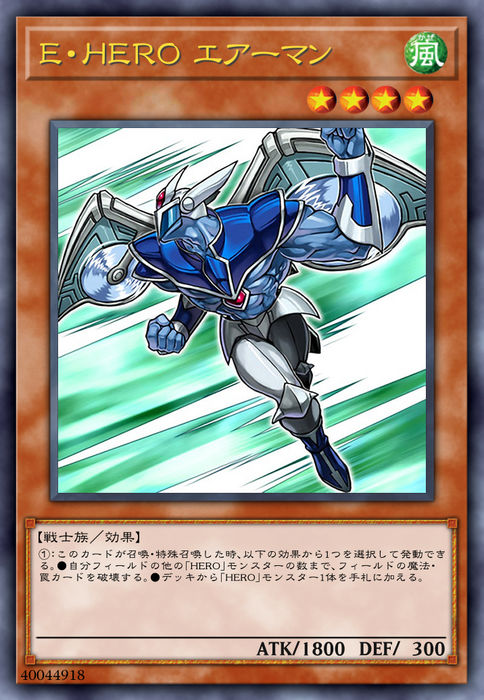 E・HERO エアーマン
かぜ
風
【戦士族／効果】
①：このカードが召喚・特殊召喚した時、以下の効果から1つを選択して発動でき
る。●自分フィールドの他の「HERO」モンスターの数まで、フィールドの魔法・
罠カードを破壊する。●デッキから「HERO」モンスター1体を手札に加える。
ATK/1800 DEF/ 300
40044918